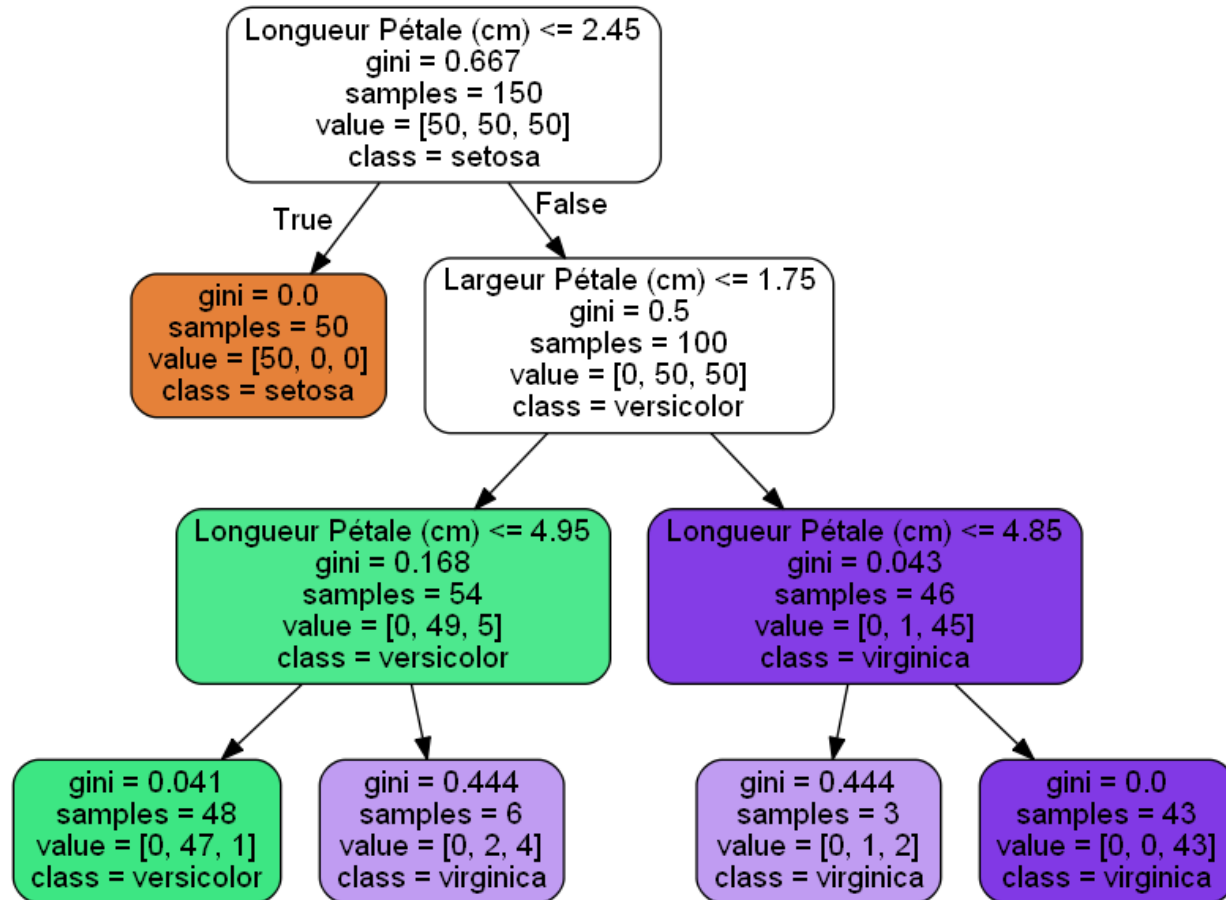 Longueur Pétale (cm) <= 2.45
gini = 0.667
samples = 150
value = [50, 50, 50]
class = setosa
True
False
gini = 0.0
samples = 50
value = [50, 0, 0]
class = setosa
Largeur Pétale (cm) <= 1.75
gini = 0.5
samples = 100
value = [0, 50, 50]
class = versicolor
Longueur Pétale (cm) <= 4.95
gini = 0.168
samples = 54
value = [0, 49, 5]
class = versicolor
Longueur Pétale (cm) <= 4.85
gini = 0.043
samples = 46
value = [0, 1, 45]
class = virginica
gini = 0.041
samples = 48
value = [0, 47, 1]
class = versicolor
gini = 0.444
samples = 6
value = [0, 2, 4]
class = virginica
gini = 0.444
samples = 3
value = [0, 1, 2]
class = virginica
gini = 0.0
samples = 43
value = [0, 0, 43]
class = virginica